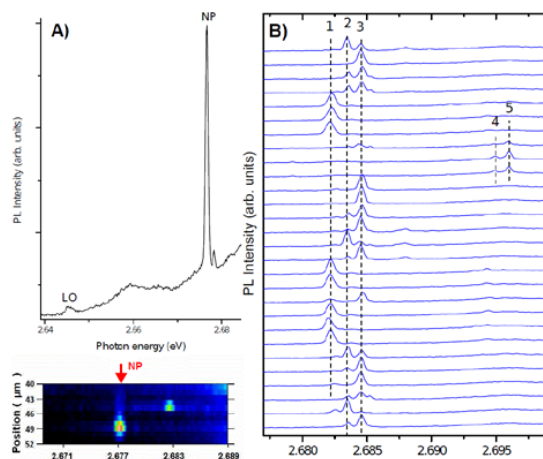 A)
NP
PL Intensity (arb. units)
LO
2.64
2.66
2.68
Photon energy (eV)
NP
Position (μm)
40
43
46
49
52
2.671
2.677
2.683
2.689
B)
1
2
3
4
5
PL Intensity (arb. units)
2.680
2.685
2.690
2.695